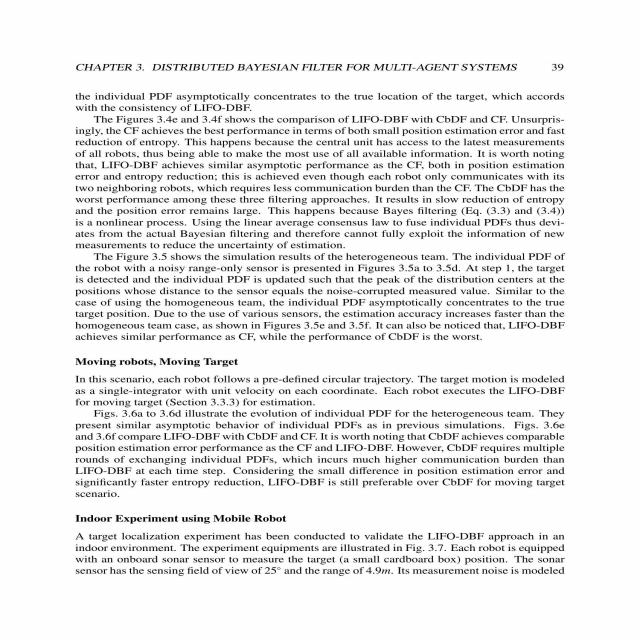 CHAPTER 3. DISTRIBUTED BAYESIAN FILTER FOR MULTI-AGENT SYSTEMS 39
the individual PDF asymptotically concentrates to the true location of the target, which accords
with the consistency of LIFO-DBF.
The Figures 3.4e and 3.4f shows the comparison of LIFO-DBF with CbDF and CF. Unsurpris-
ingly, the CF achieves the best performance in terms of both small position estimation error and fast
reduction of entropy. This happens because the central unit has access to the latest measurements
of all robots, thus being able to make the most use of all available information. It is worth noting
that, LIFO-DBF achieves similar asymptotic performance as the CF, both in position estimation
error and entropy reduction; this is achieved even though each robot only communicates with its
two neighboring robots, which requires less communication burden than the CF. The CbDF has the
worst performance among these three filtering approaches. It results in slow reduction of entropy
and the position error remains large. This happens because Bayes filtering (Eq. (3.3) and (3.4))
is a nonlinear process. Using the linear average consensus law to fuse individual PDFs thus devi-
ates from the actual Bayesian filtering and therefore cannot fully exploit the information of new
measurements to reduce the uncertainty of estimation.
The Figure 3.5 shows the simulation results of the heterogeneous team. The individual PDF of
the robot with a noisy range-only sensor is presented in Figures 3.5a to 3.5d. At step 1, the target
is detected and the individual PDF is updated such that the peak of the distribution centers at the
positions whose distance to the sensor equals the noise-corrupted measured value. Similar to the
case of using the homogeneous team, the individual PDF asymptotically concentrates to the true
target position. Due to the use of various sensors, the estimation accuracy increases faster than the
homogeneous team case, as shown in Figures 3.5e and 3.5f. It can also be noticed that, LIFO-DBF
achieves similar performance as CF, while the performance of CbDF is the worst.
Moving robots, Moving Target
In this scenario, each robot follows a pre-defined circular trajectory. The target motion is modeled
as a single-integrator with unit velocity on each coordinate. Each robot executes the LIFO-DBF
for moving target (Section 3.3.3) for estimation.
Figs. 3.6a to 3.6d illustrate the evolution of individual PDF for the heterogeneous team. They
present similar asymptotic behavior of individual PDFs as in previous simulations. Figs. 3.6e
and 3.6f compare LIFO-DBF with CbDF and CF. It is worth noting that CbDF achieves comparable
position estimation error performance as the CF and LIFO-DBF. However, CbDF requires multiple
rounds of exchanging individual PDFs, which incurs much higher communication burden than
LIFO-DBF at each time step. Considering the small difference in position estimation error and
significantly faster entropy reduction, LIFO-DBF is still preferable over CbDF for moving target
scenario.
Indoor Experiment using Mobile Robot
A target localization experiment has been conducted to validate the LIFO-DBF approach in an
indoor environment. The experiment equipments are illustrated in Fig. 3.7. Each robot is equipped
with an onboard sonar sensor to measure the target (a small cardboard box) position. The sonar
sensor has the sensing field of view of 25° and the range of 4.9m. Its measurement noise is modeled